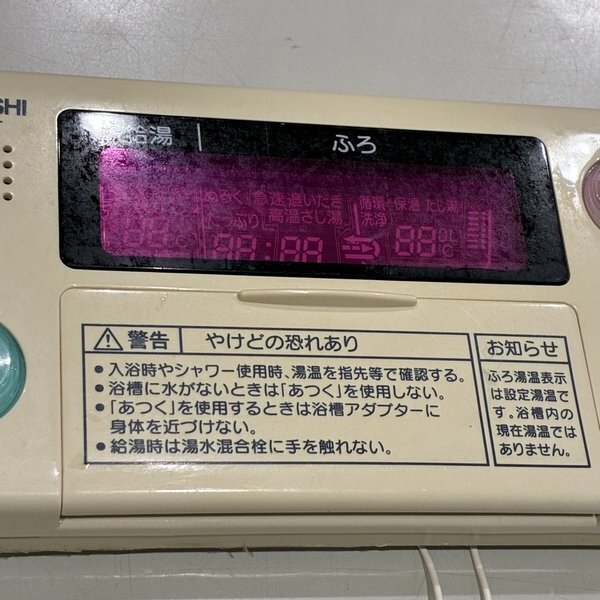 SHI
給湯
ふろ
ぬるく 急速 追いたき 循環 保温 たし湯
たっぷり 高温さし湯 洗浄
88 ℃ 88:88 88 0L ℃
警告 やけどの恐れあり
• 入浴時やシャワー使用時、湯温を指先等で確認する。
• 浴槽に水がないときは「あつく」を使用しない。
• 「あつく」を使用するときは浴槽アダプターに
身体を近づけない。
• 給湯時は湯水混合栓に手を触れない。
お知らせ
ふろ湯温表示
は設定湯温で
す。浴槽内の
現在湯温では
ありません。